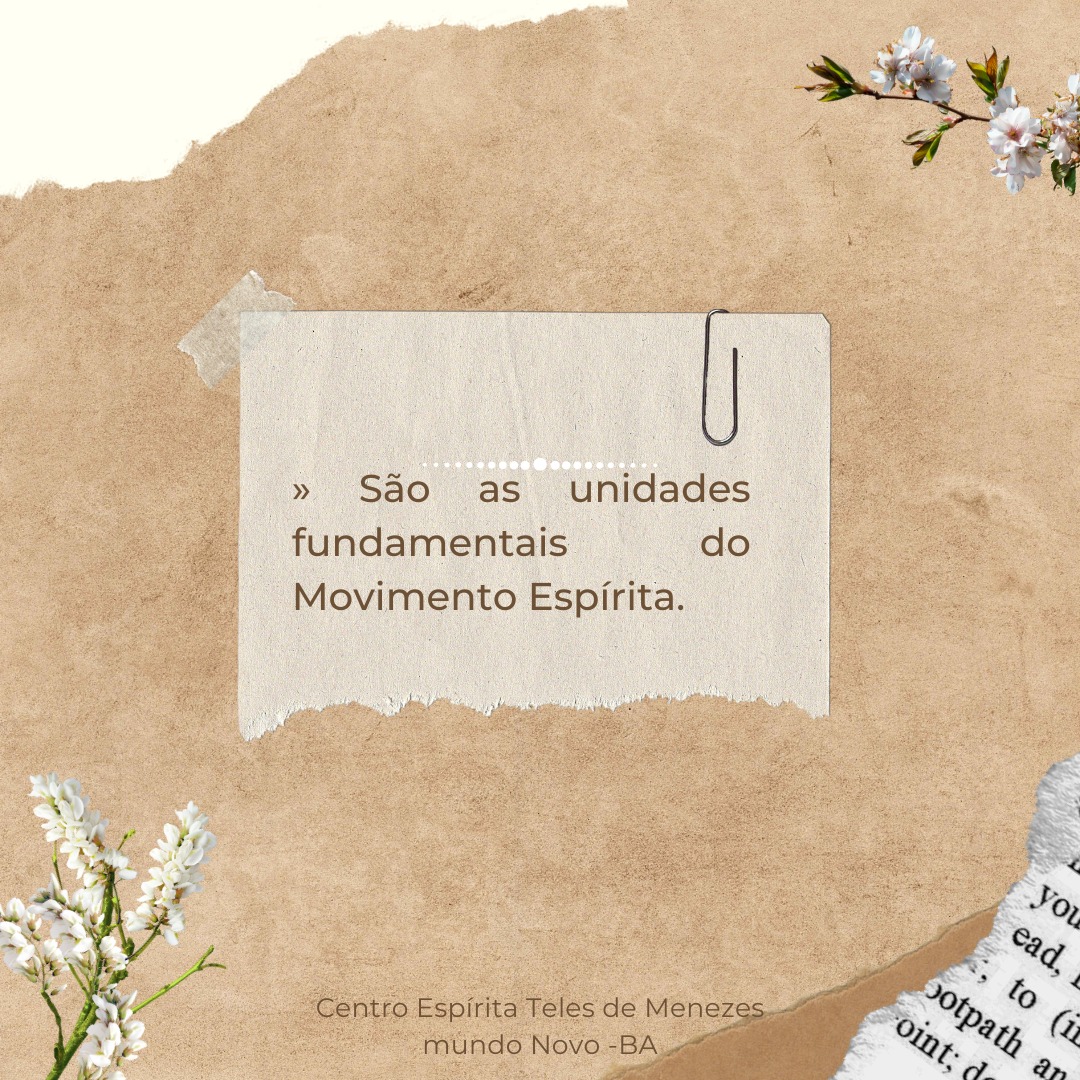 » São as unidades
fundamentais do
Movimento Espírita.
you
ead,
to
an
oint;
Centro Espírita Teles de Menezes
mundo Novo -BA